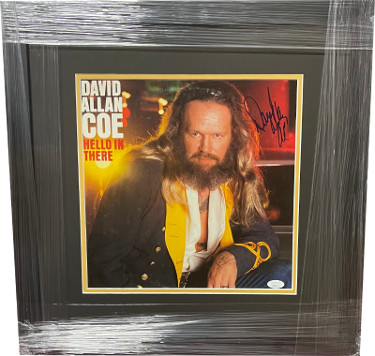 DAVID
ALLAN
COE
HELLO IN
THERE